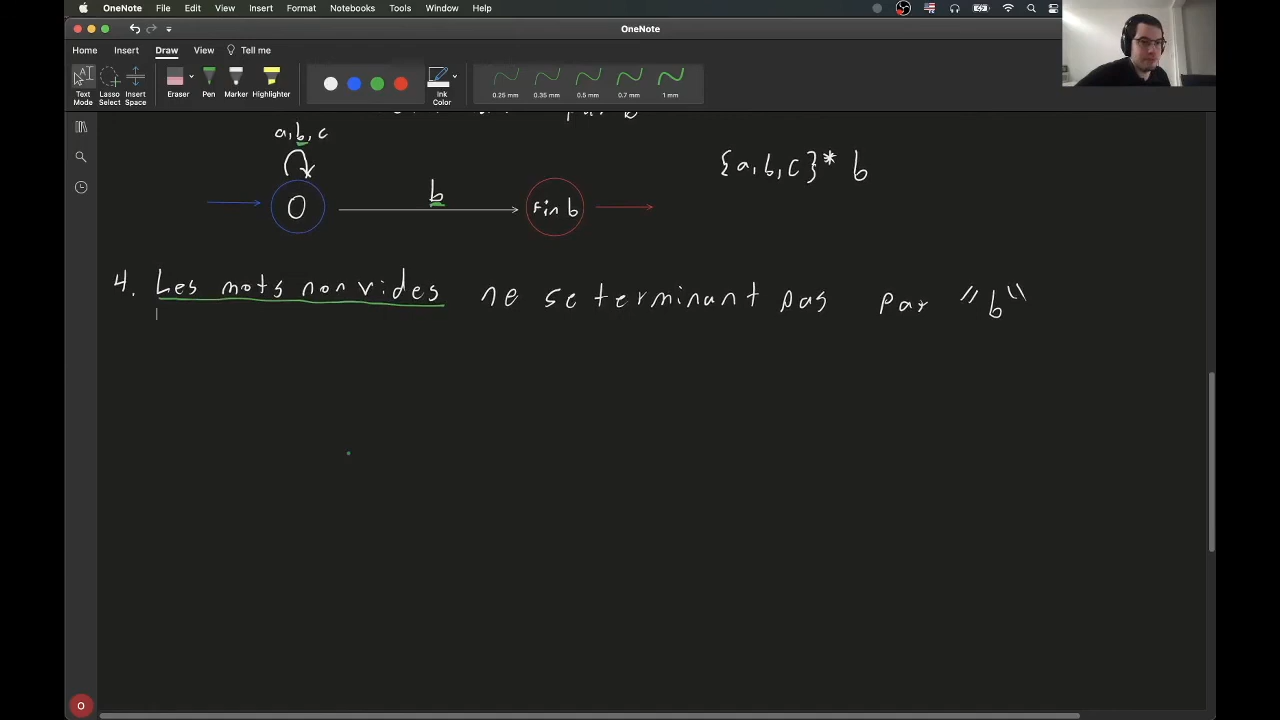 OneNote File Edit View Insert Format Notebooks Tools Window Help
OneNote
Home Insert Draw View Tell me
Text Mode Lasso Select Insert Space Eraser Pen Marker Highlighter Ink Color 0.25 mm 0.35 mm 0.5 mm 0.7 mm 1 mm
par b
a, b, c
{a, b, c}* b
b
0
Fin b
4. Les mots non vides ne se terminant pas par "b"
O